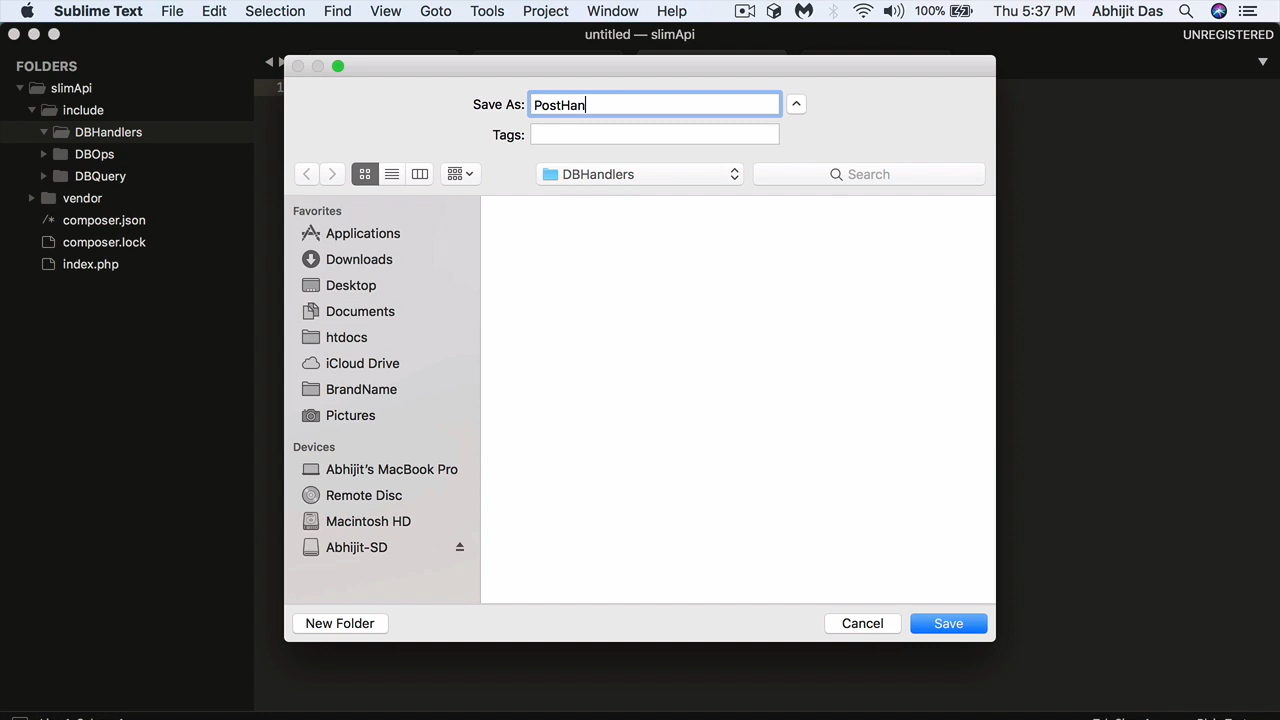 Sublime Text File Edit Selection Find View Goto Tools Project Window Help 100% Thu 5:37 PM Abhijit Das
untitled — slimApi UNREGISTERED
FOLDERS
slimApi
include
DBHandlers
DBOps
DBQuery
vendor
/* composer.json
composer.lock
index.php
1
Save As: PostHan
Tags:
DBHandlers Search
Favorites
Applications
Downloads
Desktop
Documents
htdocs
iCloud Drive
BrandName
Pictures
Devices
Abhijit's MacBook Pro
Remote Disc
Macintosh HD
Abhijit-SD
New Folder Cancel Save